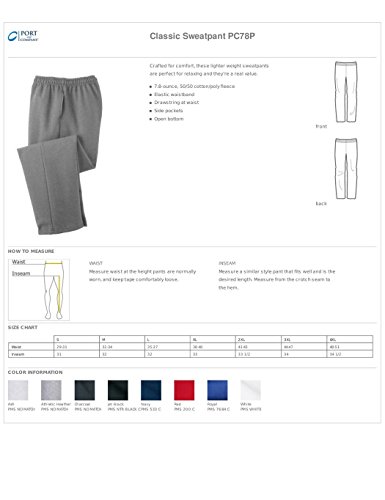 PORT
COMPANY
Classic Sweatpant PC78P
Crafted for comfort, these lighter weight sweatpants
are perfect for relaxing and they're a real value.
• 7.8-ounce, 50/50 cotton/poly fleece
• Elastic waistband
• Drawstring at waist
• Side pockets
• Open bottom
front
back
HOW TO MEASURE
Waist
Inseam
WAIST
Measure waist at the height pants are normally
worn, and keep tape comfortably loose.
INSEAM
Measure a similar style pant that fits well and is the
desired length. Measure from the crotch seam to
the hem.
SIZE CHART
S M L XL 2XL 3XL 4XL
Waist 29-31 32-34 35-37 38-40 41-43 44-47 48-51
Inseam 31 32 32 33 33 1/2 34 34 1/2
COLOR INFORMATION
Ash Athletic Heather Charcoal Jet Black Navy Red Royal White
PMS NO MATCH PMS NO MATCH PMS NO MATCH PMS NTR BLACK C PMS 533 C PMS 200 C PMS 7684 C PMS WHITE